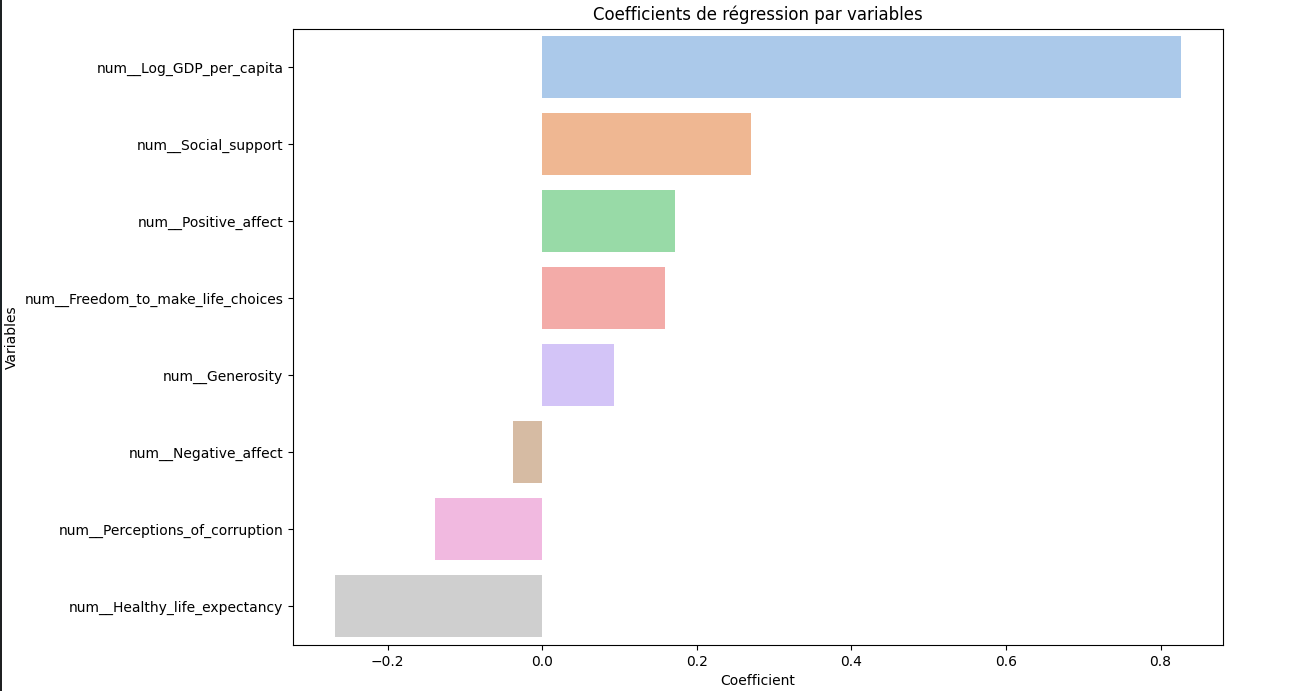 Coefficients de régression par variables
num__Log_GDP_per_capita
num__Social_support
num__Positive_affect
num__Freedom_to_make_life_choices
num__Generosity
num__Negative_affect
num__Perceptions_of_corruption
num__Healthy_life_expectancy
Variables
−0.2 0.0 0.2 0.4 0.6 0.8
Coefficient